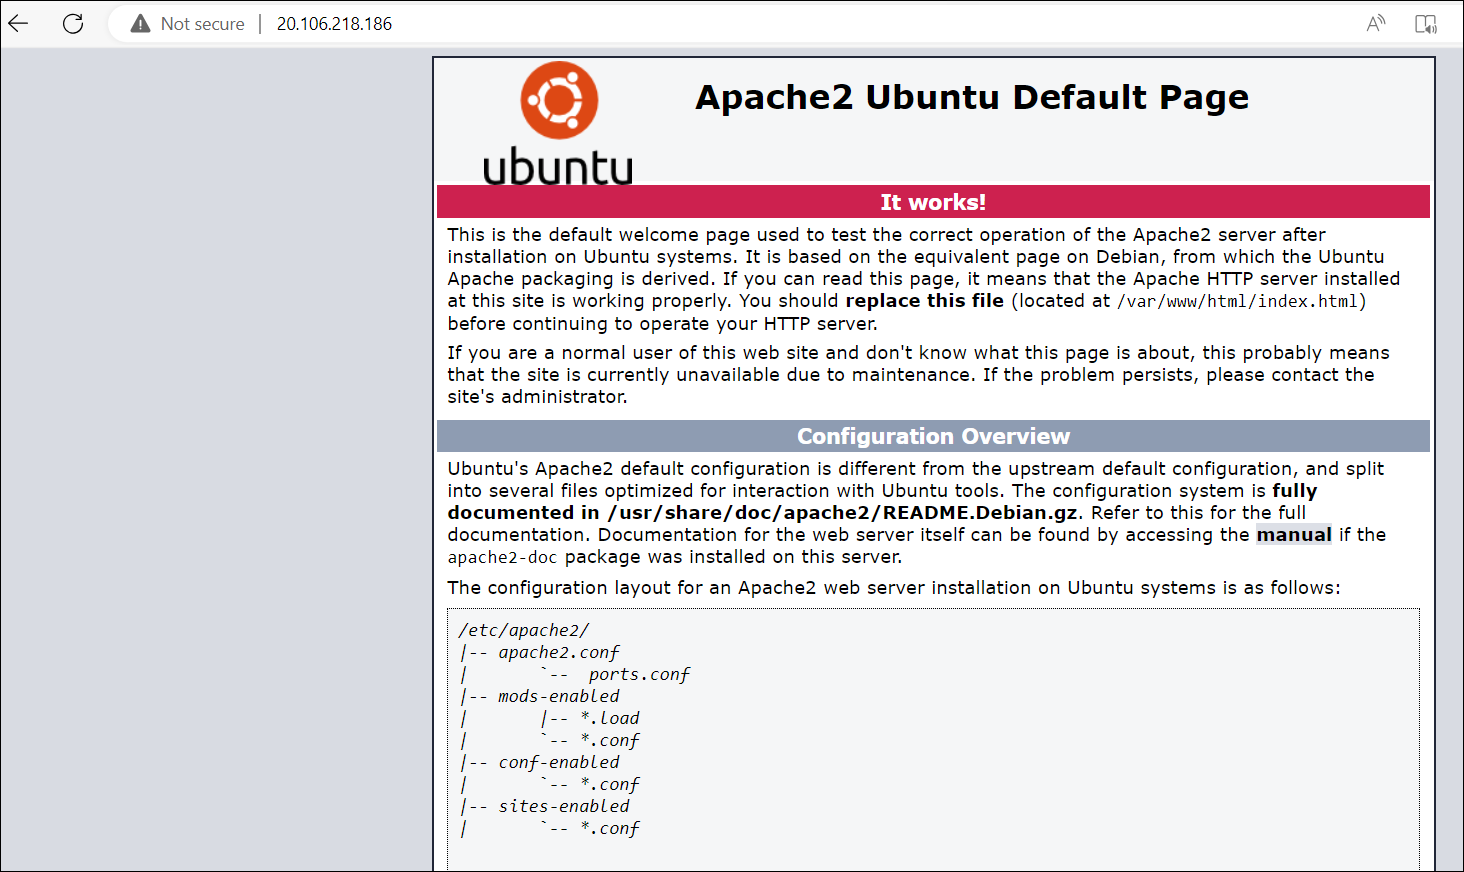 Not secure | 20.106.218.186
ubuntu
Apache2 Ubuntu Default Page
It works!
This is the default welcome page used to test the correct operation of the Apache2 server after
installation on Ubuntu systems. It is based on the equivalent page on Debian, from which the Ubuntu
Apache packaging is derived. If you can read this page, it means that the Apache HTTP server installed
at this site is working properly. You should replace this file (located at /var/www/html/index.html)
before continuing to operate your HTTP server.
If you are a normal user of this web site and don't know what this page is about, this probably means
that the site is currently unavailable due to maintenance. If the problem persists, please contact the
site's administrator.
Configuration Overview
Ubuntu's Apache2 default configuration is different from the upstream default configuration, and split
into several files optimized for interaction with Ubuntu tools. The configuration system is fully
documented in /usr/share/doc/apache2/README.Debian.gz. Refer to this for the full
documentation. Documentation for the web server itself can be found by accessing the manual if the
apache2-doc package was installed on this server.
The configuration layout for an Apache2 web server installation on Ubuntu systems is as follows:
/etc/apache2/
|-- apache2.conf
|       `--  ports.conf
|-- mods-enabled
|       |-- *.load
|       `-- *.conf
|-- conf-enabled
|       `-- *.conf
|-- sites-enabled
|       `-- *.conf